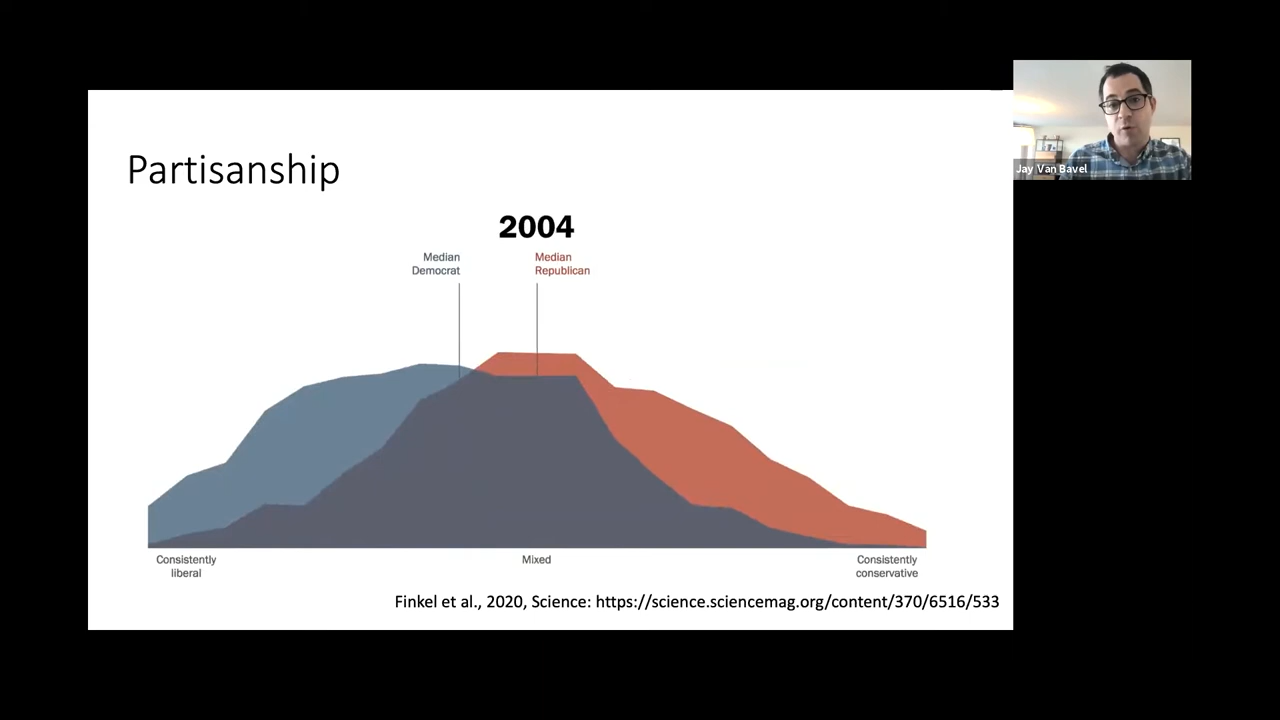 Partisanship
2004
Median
Democrat
Median
Republican
Consistently
liberal
Mixed
Consistently
conservative
Finkel et al., 2020, Science: https://science.sciencemag.org/content/370/6516/533
Jay Van Bavel